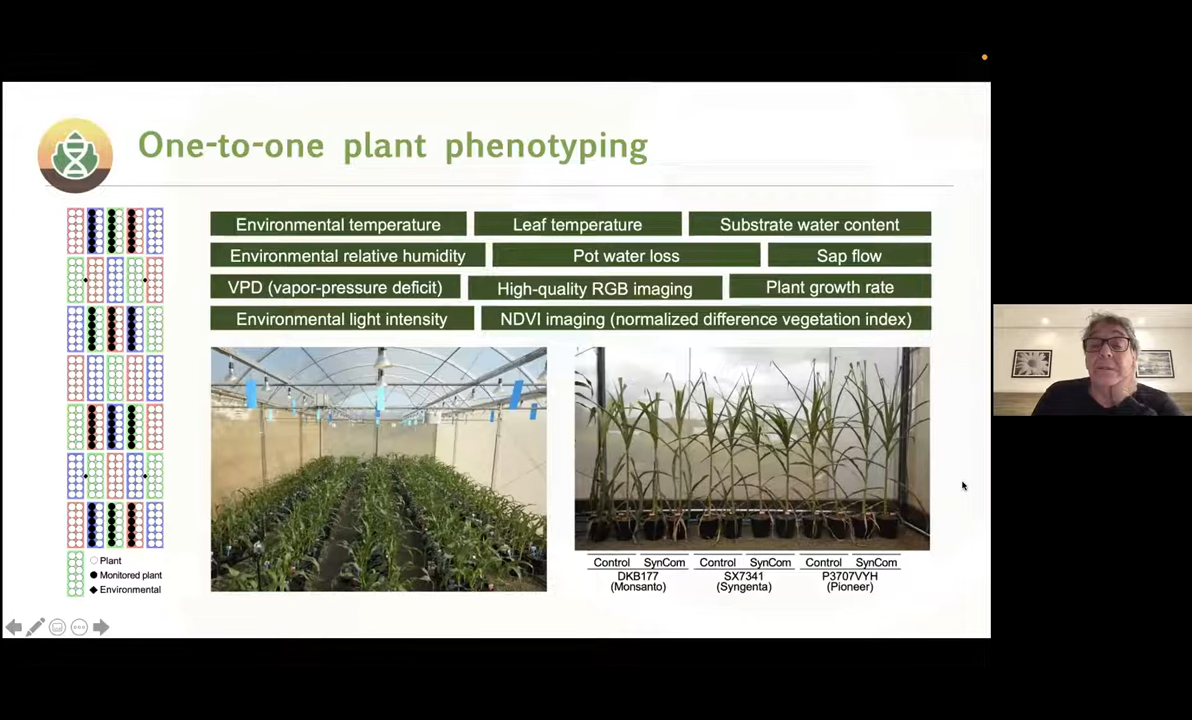 One-to-one plant phenotyping
Environmental temperature
Leaf temperature
Substrate water content
Environmental relative humidity
Pot water loss
Sap flow
VPD (vapor-pressure deficit)
High-quality RGB imaging
Plant growth rate
Environmental light intensity
NDVI imaging (normalized difference vegetation index)
Plant
Monitored plant
Environmental
Control SynCom Control SynCom Control SynCom
DKB177 SX7341 P3707VYH
(Monsanto) (Syngenta) (Pioneer)